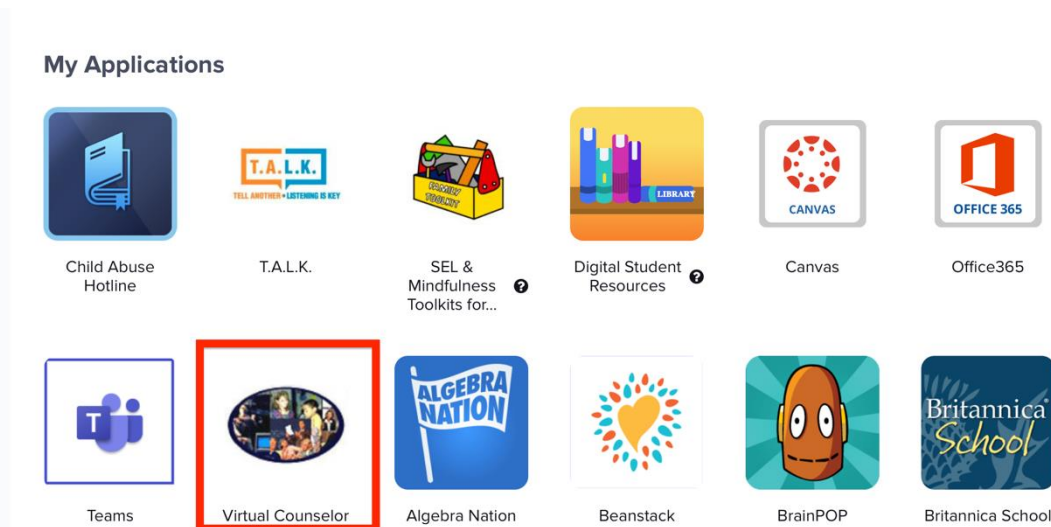 My Applications
T.A.L.K.
TELL ANOTHER • LISTENING IS KEY
FAMILY
TOOLKIT
LIBRARY
CANVAS
OFFICE 365
Child Abuse
Hotline
T.A.L.K.
SEL &
Mindfulness
Toolkits for...
Digital Student
Resources
Canvas
Office365
T
ALGEBRA
NATION
Britannica
School
Teams
Virtual Counselor
Algebra Nation
Beanstack
BrainPOP
Britannica School